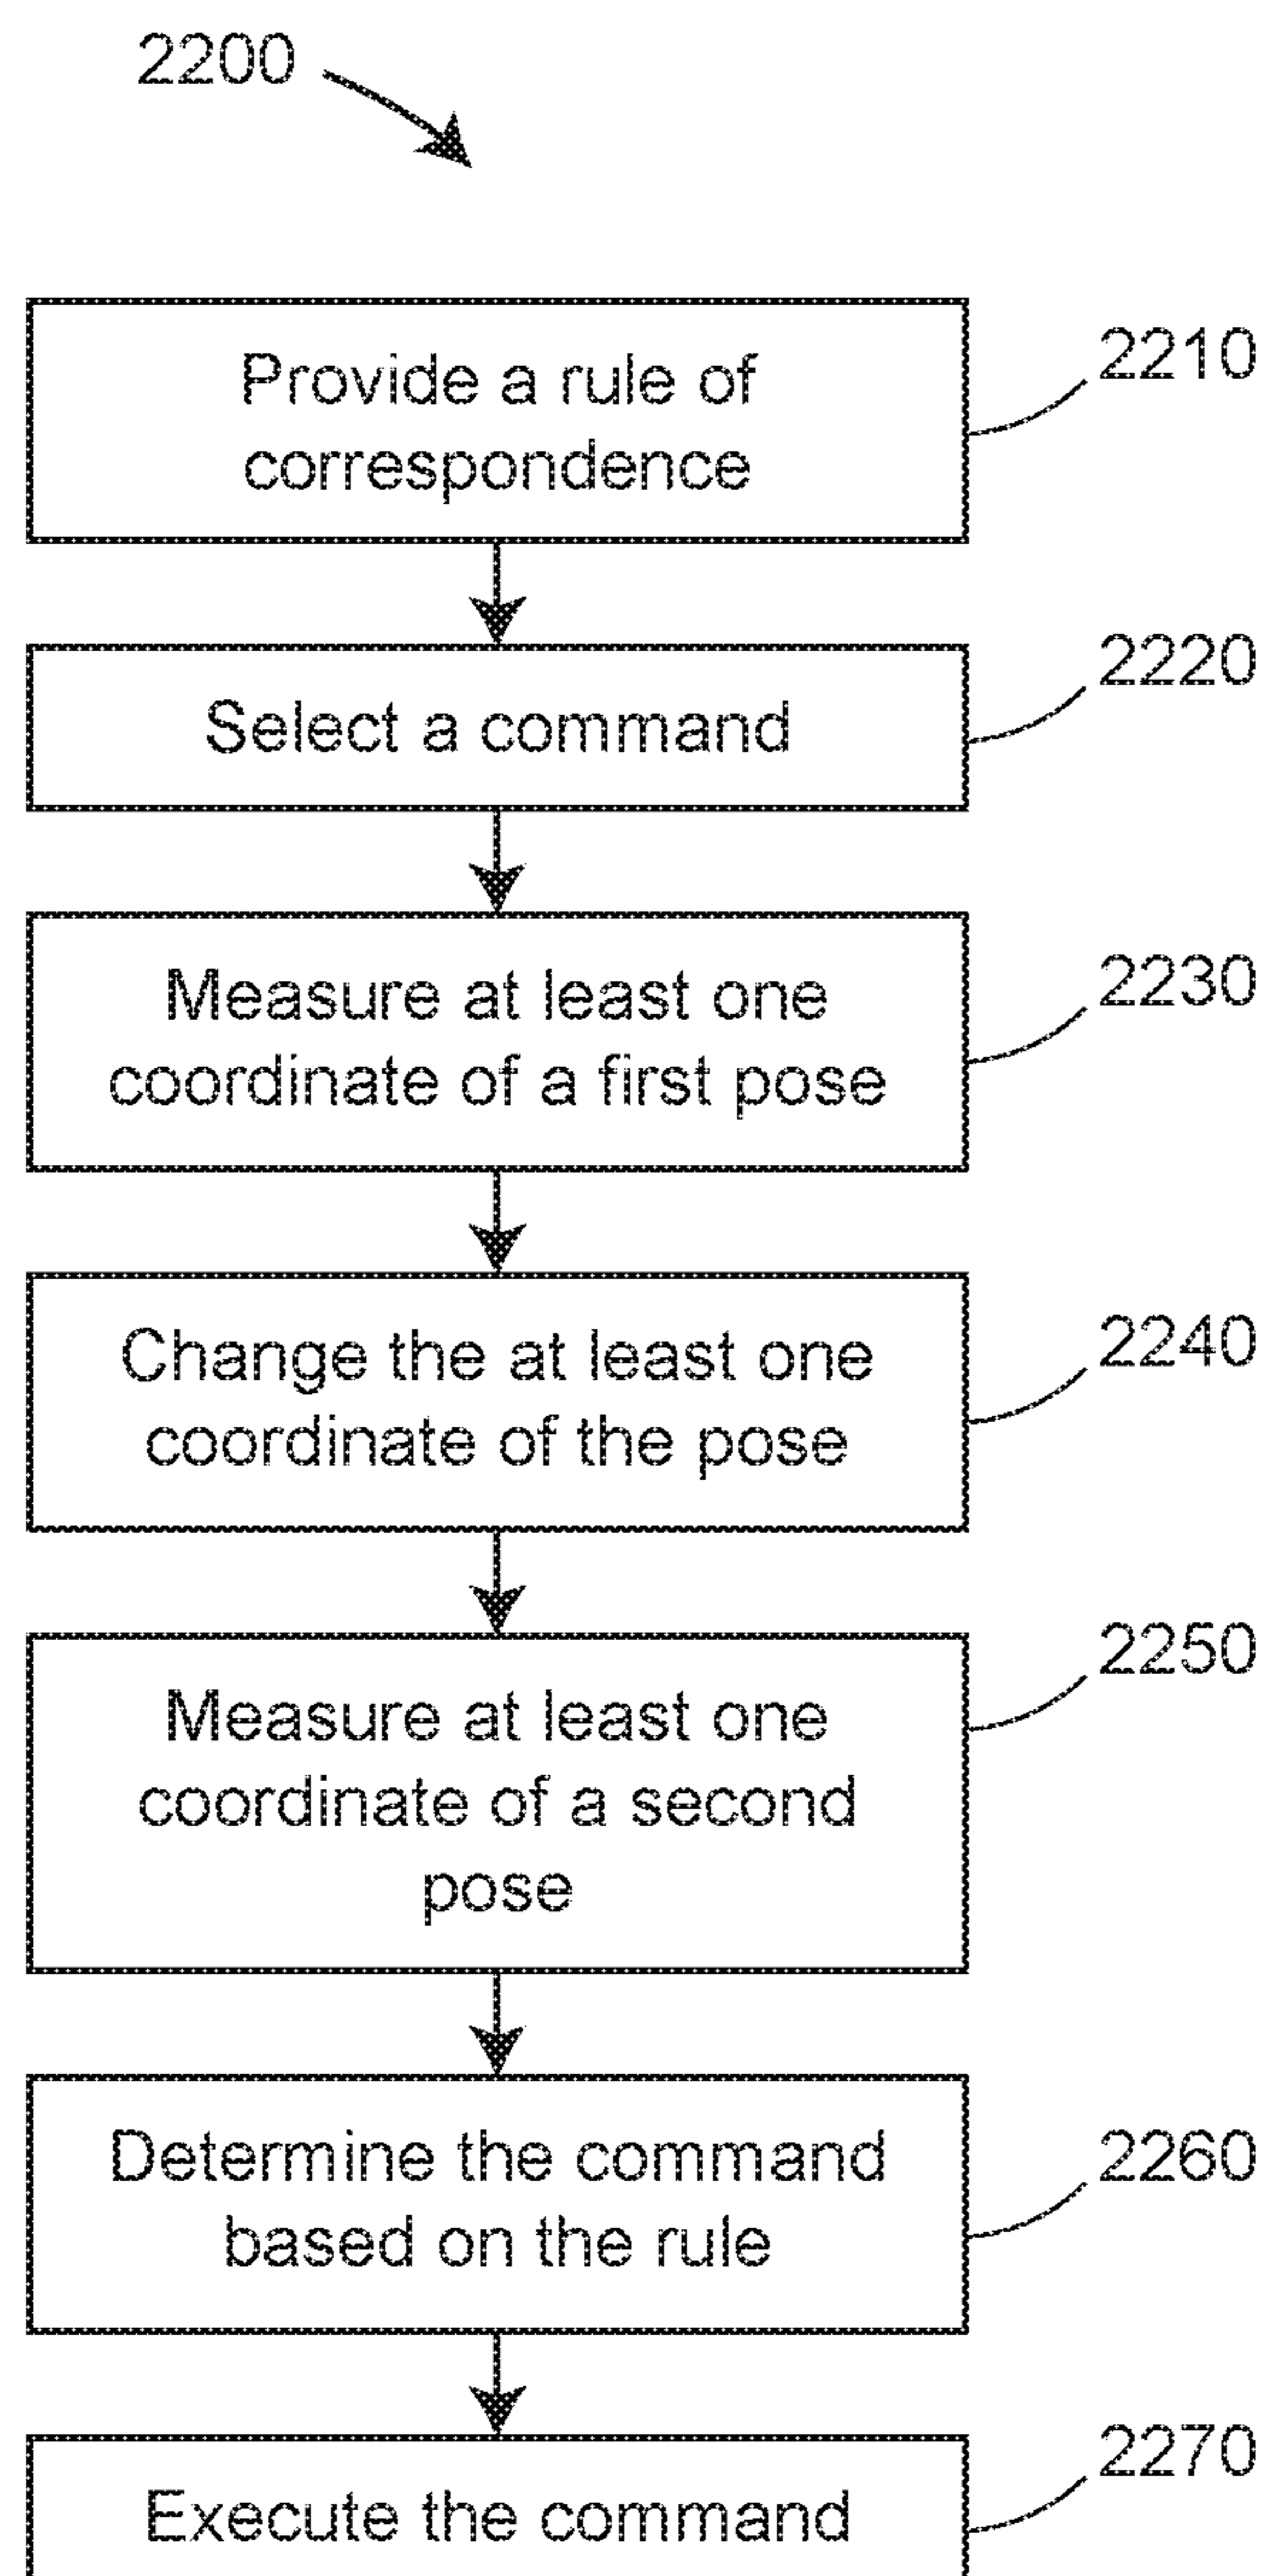 2200
Provide a rule of
correspondence
2210
Select a command
2220
Measure at least one
coordinate of a first pose
2230
Change the at least one
coordinate of the pose
2240
Measure at least one
coordinate of a second
pose
2250
Determine the command
based on the rule
2260
Execute the command
2270